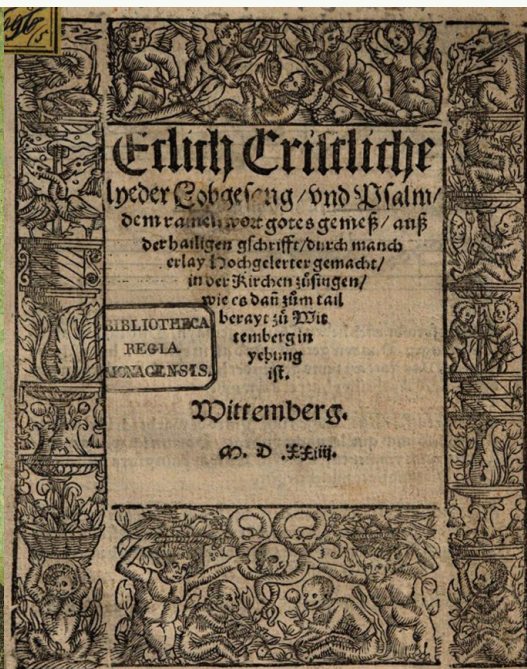 Etlich Cristliche
lyeder Lobgesang / vnd Psalm /
dem rainen wort gotes gemeß / auß
der hailigen gschrifft / durch manch
erlay Hochgelerter gemacht /
in der Kirchen zůsingen /
wie es dañ zům tail
berayt zů Wit
temberg in
yebung
ist.
BIBLIOTHECA
REGIA
MONACENSIS.
Wittemberg.
M. D .XXiiij.